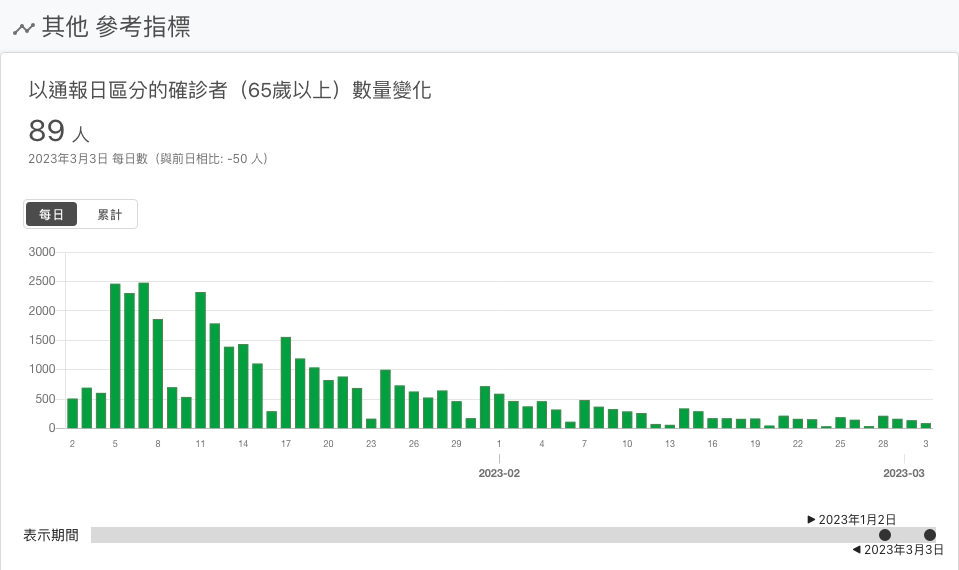 其他 參考指標
以通報日區分的確診者（65歲以上）數量變化
89 人
2023年3月3日 每日數（與前日相比: -50 人）
每日 累計
3000
2500
2000
1500
1000
500
0
2 5 8 11 14 17 20 23 26 29 1 4 7 10 13 16 19 22 25 28 3
2023-02 2023-03
▶ 2023年1月2日
表示期間
◀ 2023年3月3日